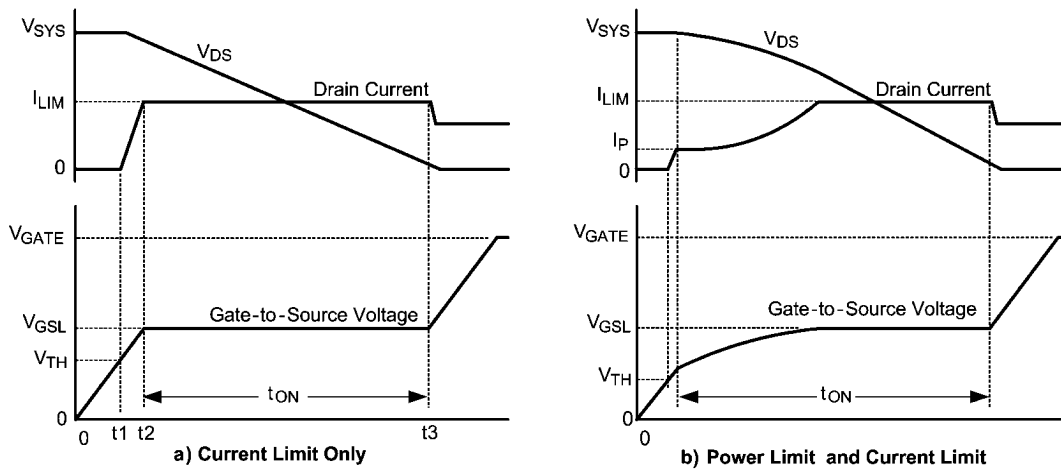 VSYS
VDS
ILIM
Drain Current
0
VGATE
VGSL
Gate-to-Source Voltage
VTH
tON
0
0
t1
t2
t3
a) Current Limit Only
VSYS
VDS
ILIM
Drain Current
IP
0
VGATE
VGSL
Gate-to-Source Voltage
VTH
tON
0
0
b) Power Limit and Current Limit